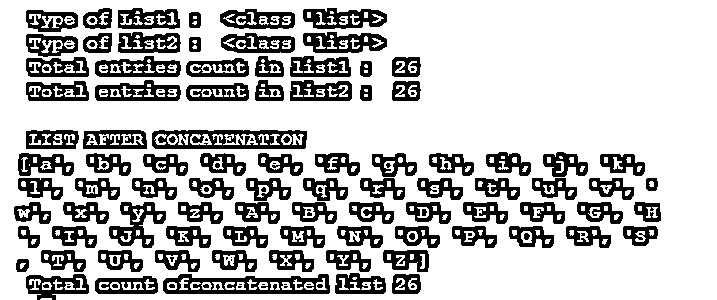 Type of List1 :  <class 'list'>
Type of list2 :  <class 'list'>
Total entries count in list1 :  26
Total entries count in list2 :  26
LIST AFTER CONCATENATION
['a', 'b', 'c', 'd', 'e', 'f', 'g', 'h', 'i', 'j', 'k',
'l', 'm', 'n', 'o', 'p', 'q', 'r', 's', 't', 'u', 'v', '
w', 'x', 'y', 'z', 'A', 'B', 'C', 'D', 'E', 'F', 'G', 'H
', 'I', 'J', 'K', 'L', 'M', 'N', 'O', 'P', 'Q', 'R', 'S'
, 'T', 'U', 'V', 'W', 'X', 'Y', 'Z']
Total count ofconcatenated list 26